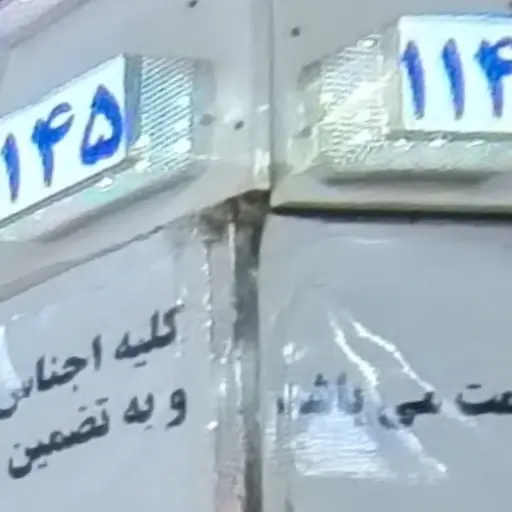 ۱۴۵
۱۱۴
کلیه اجناس
و به تضمین
می باشد